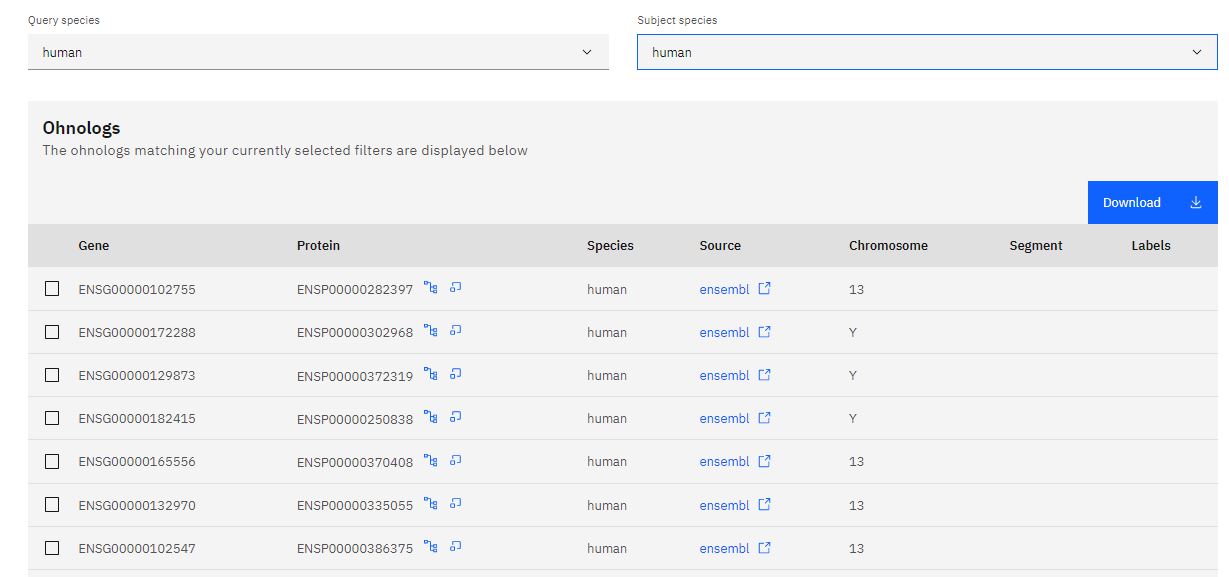 Query species Subject species
human human
Ohnologs
The ohnologs matching your currently selected filters are displayed below
Download
Gene Protein Species Source Chromosome Segment Labels
ENSG00000102755 ENSP00000282397 human ensembl 13
ENSG00000172288 ENSP00000302968 human ensembl Y
ENSG00000129873 ENSP00000372319 human ensembl Y
ENSG00000182415 ENSP00000250838 human ensembl Y
ENSG00000165556 ENSP00000370408 human ensembl 13
ENSG00000132970 ENSP00000335055 human ensembl 13
ENSG00000102547 ENSP00000386375 human ensembl 13